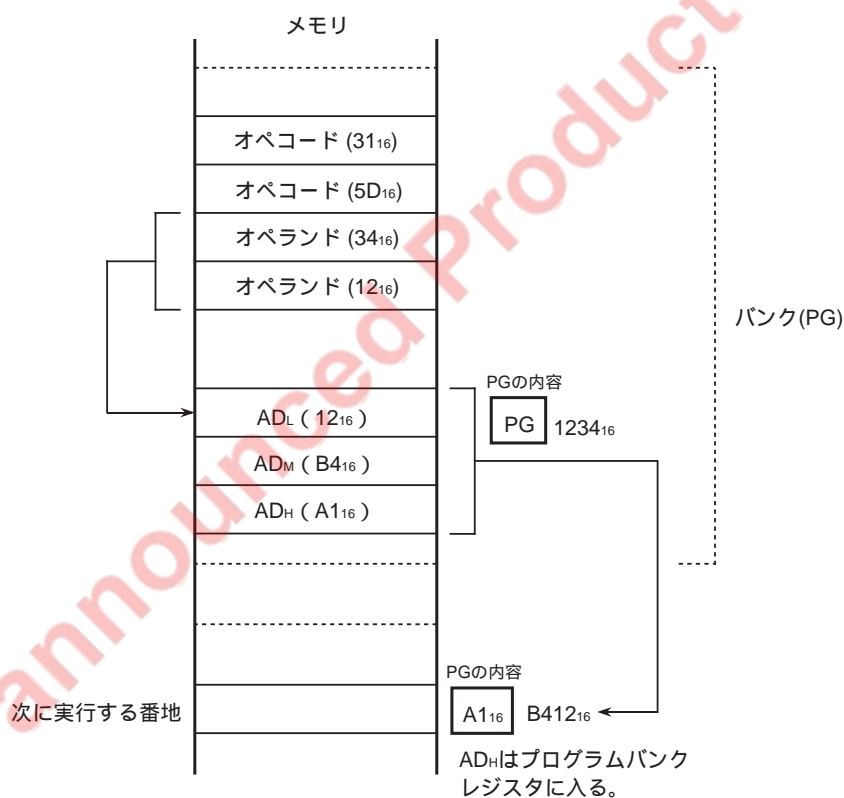 メモリ
オペコード (31₁₆)
オペコード (5D₁₆)
オペランド (34₁₆)
オペランド (12₁₆)
バンク(PG)
PGの内容
ADL ( 12₁₆ )
PG 1234₁₆
ADM ( B4₁₆ )
ADH ( A1₁₆ )
PGの内容
次に実行する番地
A1₁₆ B412₁₆
ADHはプログラムバンク
レジスタに入る。
announced Product